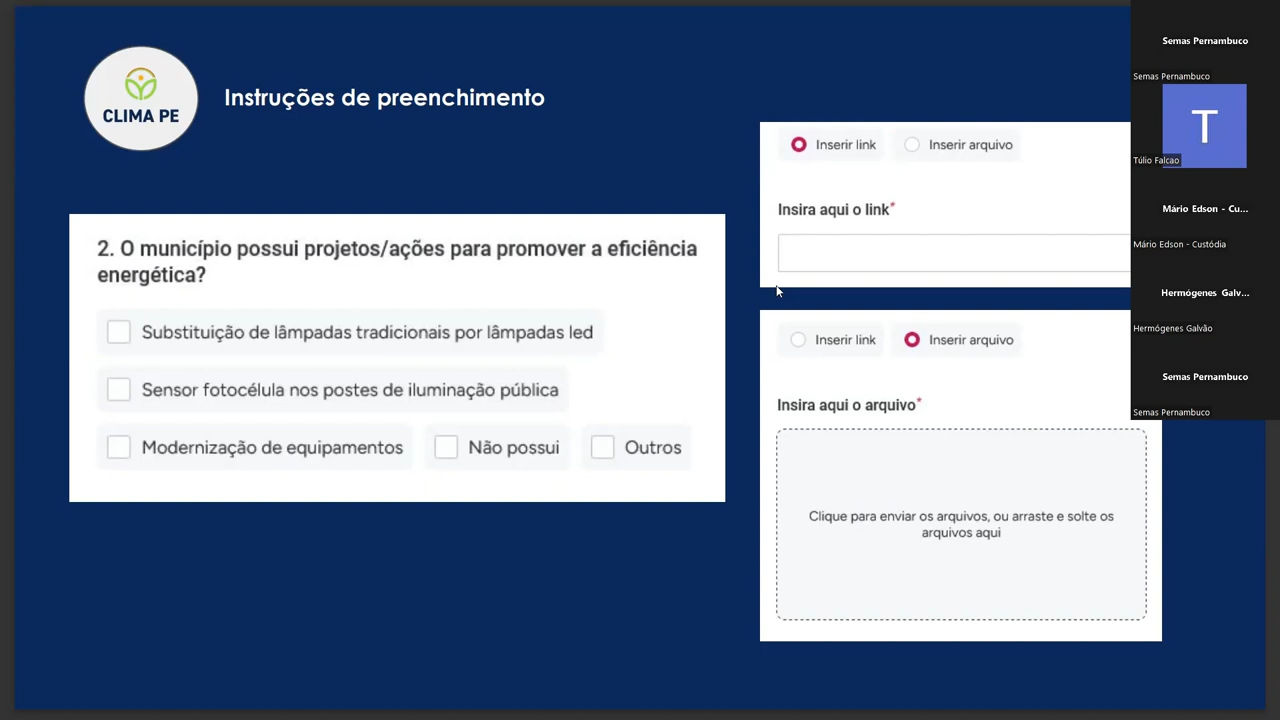 CLIMA PE
Instruções de preenchimento
2. O município possui projetos/ações para promover a eficiência
energética?
Substituição de lâmpadas tradicionais por lâmpadas led
Sensor fotocélula nos postes de iluminação pública
Modernização de equipamentos Não possui Outros
Inserir link Inserir arquivo
Insira aqui o link*
Inserir link Inserir arquivo
Insira aqui o arquivo*
Clique para enviar os arquivos, ou arraste e solte os
arquivos aqui
Semas Pernambuco
Semas Pernambuco
T
Túlio Falcao
Mário Edson - Cu...
Mário Edson - Custódia
Hermógenes Galv...
Hermógenes Galvão
Semas Pernambuco
Semas Pernambuco